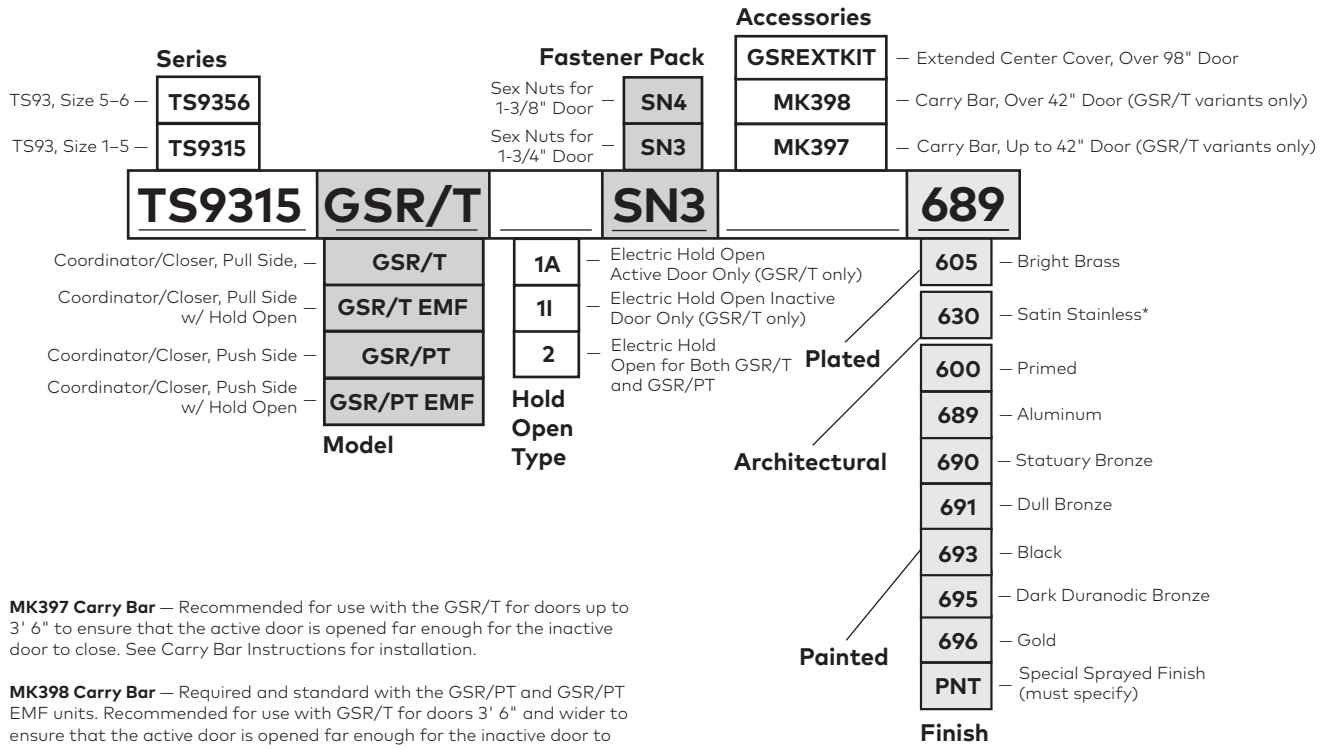 Accessories
Series
Fastener Pack
GSREXTKIT — Extended Center Cover, Over 98" Door
TS93, Size 5–6 — TS9356
Sex Nuts for
1-3/8" Door — SN4
MK398 — Carry Bar, Over 42" Door (GSR/T variants only)
TS93, Size 1–5 — TS9315
Sex Nuts for
1-3/4" Door — SN3
MK397 — Carry Bar, Up to 42" Door (GSR/T variants only)
TS9315 GSR/T SN3 689
Coordinator/Closer, Pull Side, — GSR/T
Coordinator/Closer, Pull Side
w/ Hold Open — GSR/T EMF
Coordinator/Closer, Push Side — GSR/PT
Coordinator/Closer, Push Side
w/ Hold Open — GSR/PT EMF
Model
1A — Electric Hold Open
Active Door Only (GSR/T only)
1I — Electric Hold Open Inactive
Door Only (GSR/T only)
2 — Electric Hold
Open for Both GSR/T
and GSR/PT
Hold
Open
Type
605 — Bright Brass
Plated
630 — Satin Stainless*
Architectural
600 — Primed
689 — Aluminum
690 — Statuary Bronze
691 — Dull Bronze
693 — Black
695 — Dark Duranodic Bronze
696 — Gold
PNT — Special Sprayed Finish
(must specify)
Painted
Finish
MK397 Carry Bar — Recommended for use with the GSR/T for doors up to
3' 6" to ensure that the active door is opened far enough for the inactive
door to close. See Carry Bar Instructions for installation.
MK398 Carry Bar — Required and standard with the GSR/PT and GSR/PT
EMF units. Recommended for use with GSR/T for doors 3' 6" and wider to
ensure that the active door is opened far enough for the inactive door to